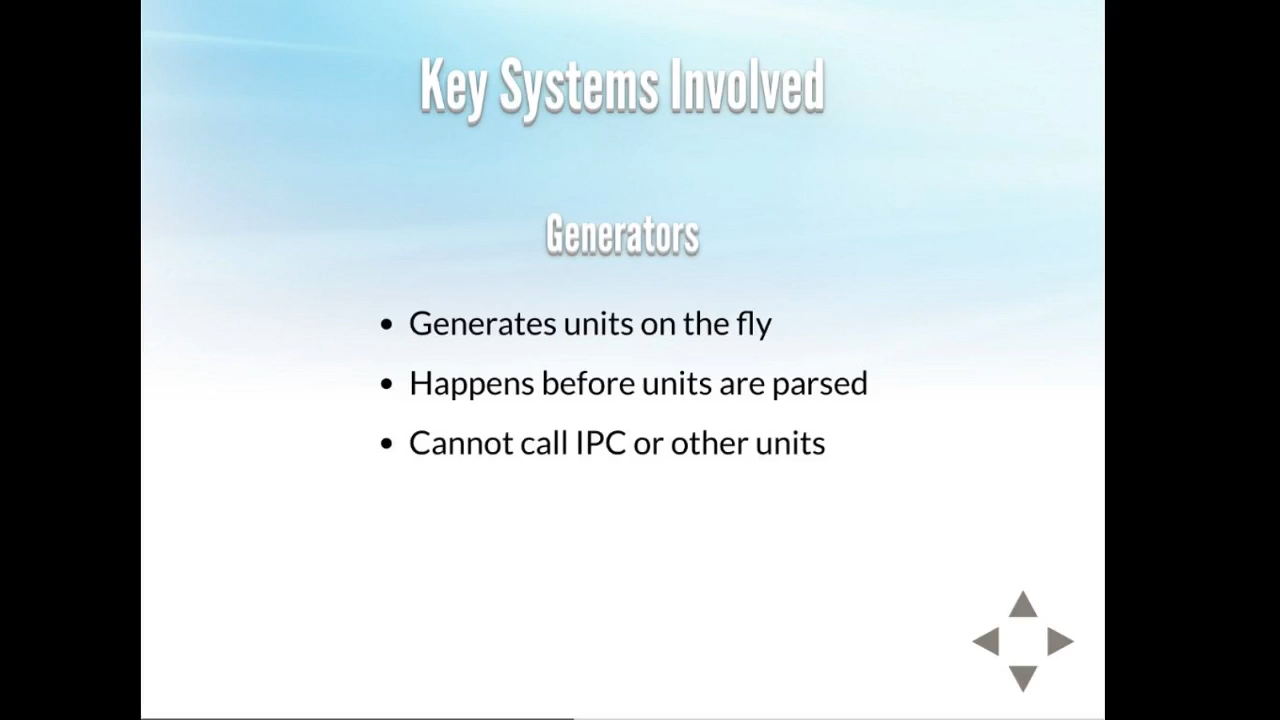 Key Systems Involved
Generators
• Generates units on the fly
• Happens before units are parsed
• Cannot call IPC or other units